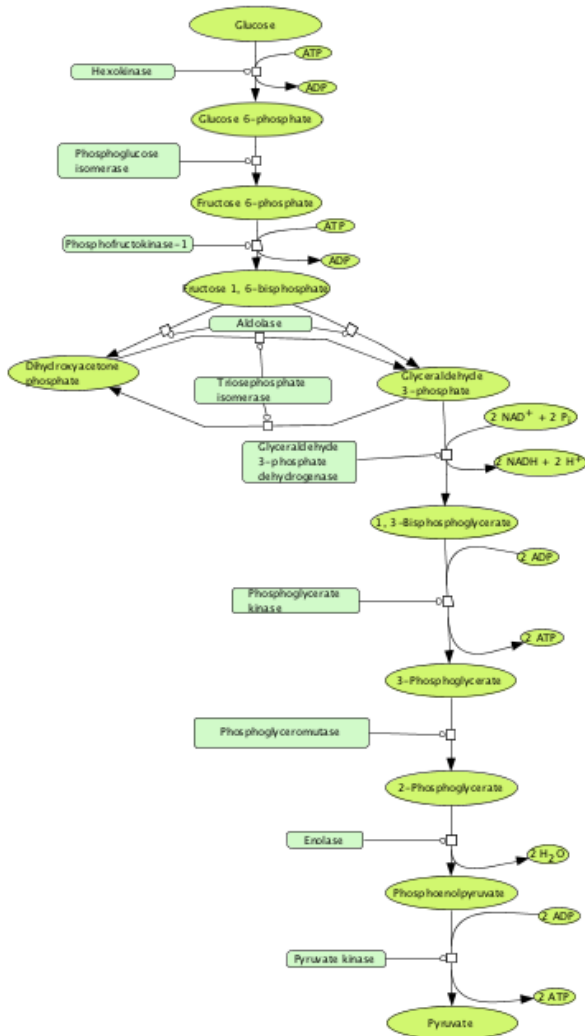 Glucose
ATP
Hexokinase
ADP
Glucose 6-phosphate
Phosphoglucose
isomerase
Fructose 6-phosphate
ATP
Phosphofructokinase-1
ADP
Fructose 1, 6-bisphosphate
Aldolase
Dihydroxyacetone
phosphate
Triosephosphate
isomerase
Glyceraldehyde
3-phosphate
2 NAD⁺ + 2 Pᵢ
Glyceraldehyde
3-phosphate
dehydrogenase
2 NADH + 2 H⁺
1, 3-Bisphosphoglycerate
2 ADP
Phosphoglycerate
kinase
2 ATP
3-Phosphoglycerate
Phosphoglyceromutase
2-Phosphoglycerate
Enolase
2 H₂O
Phosphoenolpyruvate
2 ADP
Pyruvate kinase
2 ATP
Pyruvate